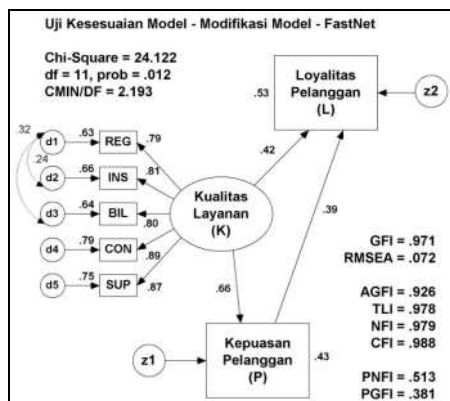 Uji Kesesuaian Model - Modifikasi Model - FastNet
Chi-Square = 24.122
df = 11, prob = .012
CMIN/DF = 2.193
.53
Loyalitas
Pelanggan
(L)
z2
.32
.24
d1
.63
REG
.79
d2
.66
INS
.81
d3
.64
BIL
.80
d4
.79
CON
.89
d5
.75
SUP
.87
Kualitas
Layanan
(K)
.42
.39
.66
z1
Kepuasan
Pelanggan
(P)
.43
GFI = .971
RMSEA = .072
AGFI = .926
TLI = .978
NFI = .979
CFI = .988
PNFI = .513
PGFI = .381